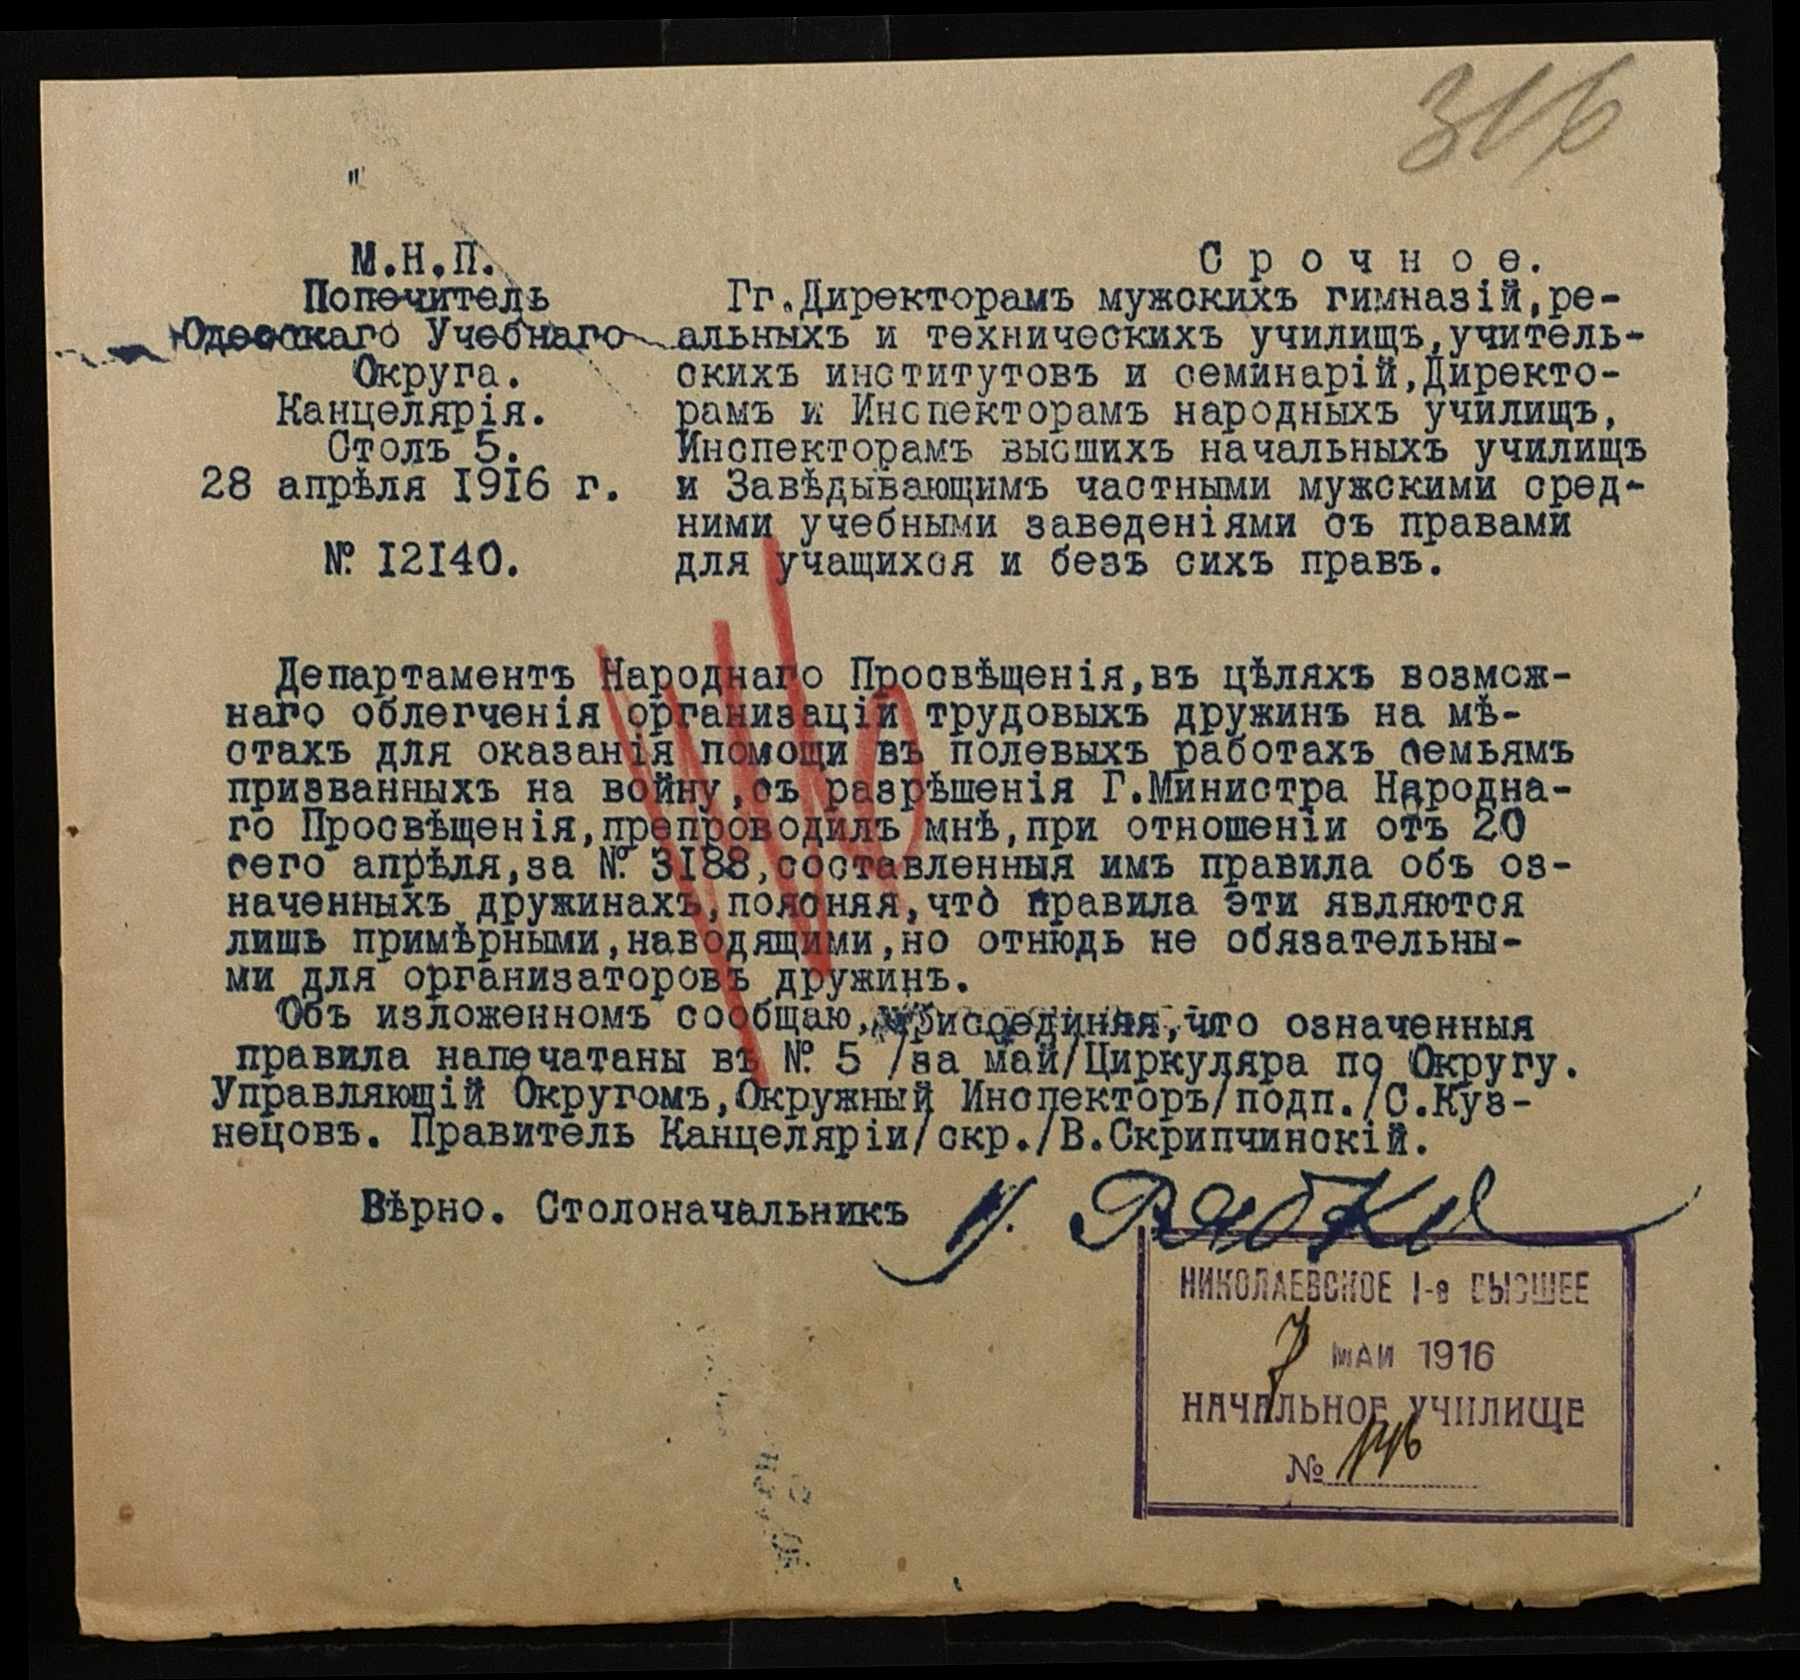 316
М.Н.П.
Попечитель
Одесскаго Учебнаго
Округа.
Канцелярія.
Столъ 5.
28 апрѣля 1916 г.
№ 12140.
Срочное.
Гг.Директорамъ мужскихъ гимназій,ре-
альныхъ и техническихъ училищъ,учитель-
скихъ институтовъ и семинарій,Директо-
рамъ и Инспекторамъ народныхъ училищъ,
Инспекторамъ высшихъ начальныхъ училищъ
и Завѣдывающимъ частными мужскими сред-
ними учебными заведеніями съ правами
для учащихся и безъ сихъ правъ.
Департаментъ Народнаго Просвѣщенія,въ цѣляхъ возмож-
наго облегченія организаціи трудовыхъ дружинъ на мѣ-
стахъ для оказанія помощи въ полевыхъ работахъ семьямъ
призванныхъ на войну,съ разрѣшенія Г.Министра Народна-
го Просвѣщенія,препроводилъ мнѣ,при отношеніи отъ 20
сего апрѣля,за № 3188,составленныя имъ правила объ оз-
наченныхъ дружинахъ,поясняя,что правила эти являются
лишь примѣрными,наводящими,но отнюдь не обязательны-
ми для организаторовъ дружинъ.
Объ изложенномъ сообщаю,присоединяя,что означенныя
правила напечатаны въ № 5 /за май/Циркуляра по Округу.
Управляющій Округомъ,Окружный Инспекторъ/подп./С.Куз-
нецовъ. Правитель Канцеляріи/скр./В.Скрипчинскій.
Вѣрно. Столоначальникъ
НИКОЛАЕВСКОЕ 1-е ВЫСШЕЕ
7 МАИ 1916
НАЧАЛЬНОЕ УЧИЛИЩЕ
№ 146